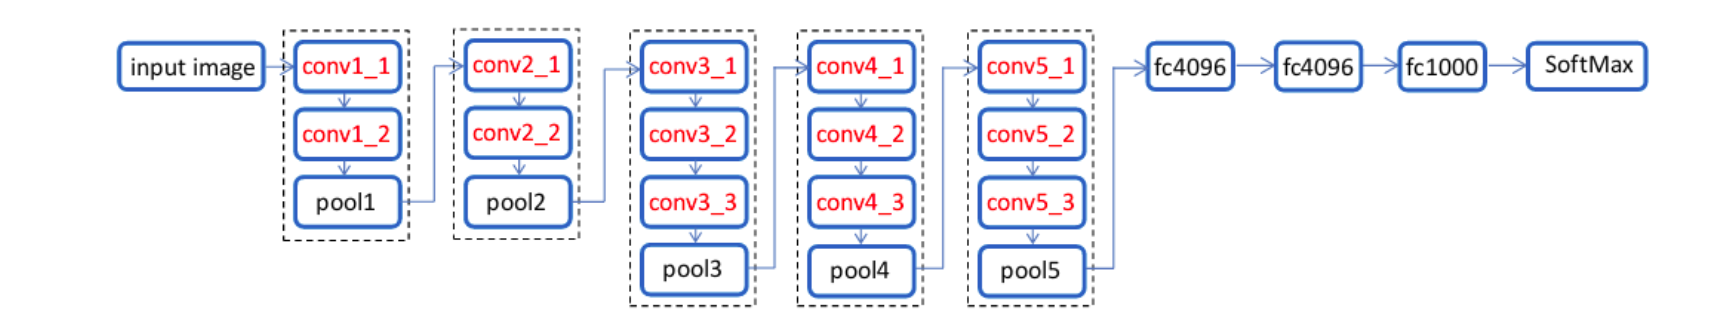 input image
conv1_1
conv1_2
pool1
conv2_1
conv2_2
pool2
conv3_1
conv3_2
conv3_3
pool3
conv4_1
conv4_2
conv4_3
pool4
conv5_1
conv5_2
conv5_3
pool5
fc4096
fc4096
fc1000
SoftMax